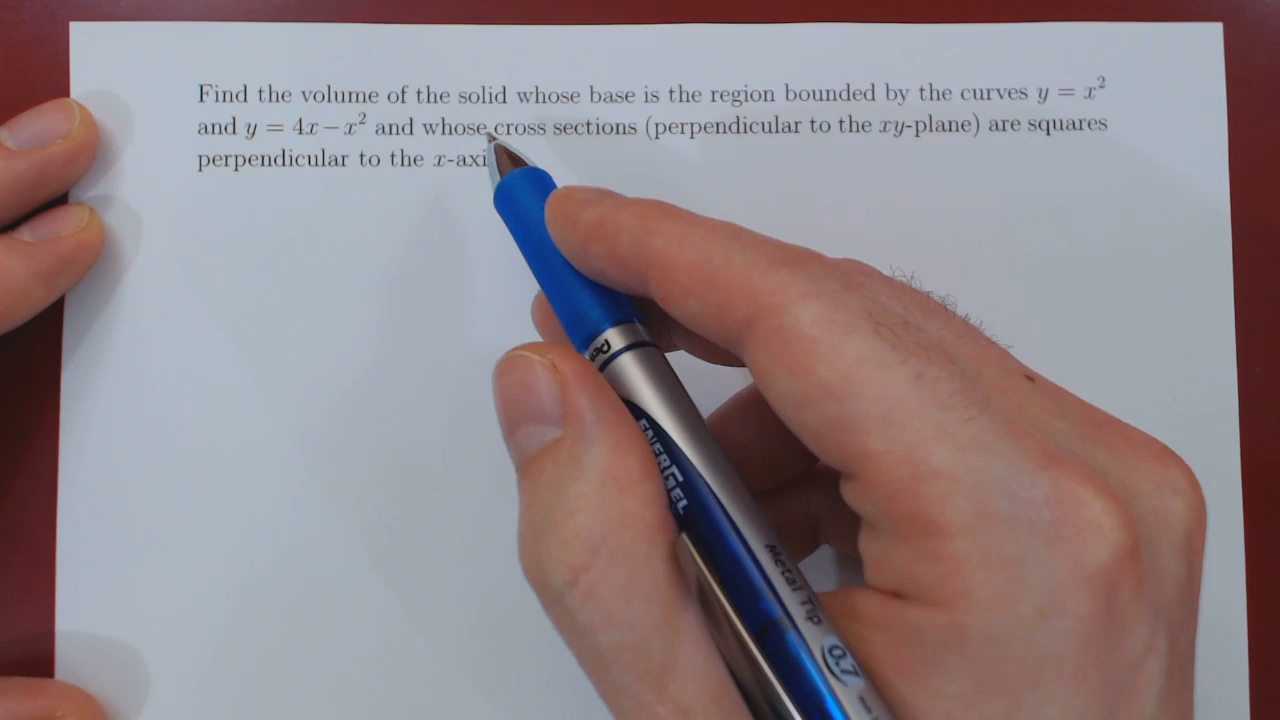 Find the volume of the solid whose base is the region bounded by the curves y = x²
and y = 4x − x² and whose cross sections (perpendicular to the xy-plane) are squares
perpendicular to the x-axi
ENERGEL
Metal Tip
0.7